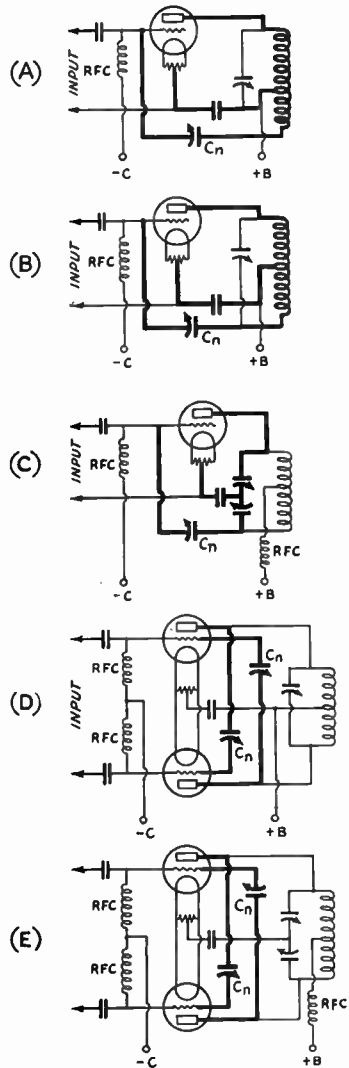 (A)
INPUT
RFC
Cn
-C
+B
(B)
INPUT
RFC
Cn
-C
+B
(C)
INPUT
RFC
Cn
RFC
-C
+B
(D)
INPUT
RFC
RFC
Cn
Cn
-C
+B
(E)
RFC
RFC
Cn
Cn
RFC
-C
+B